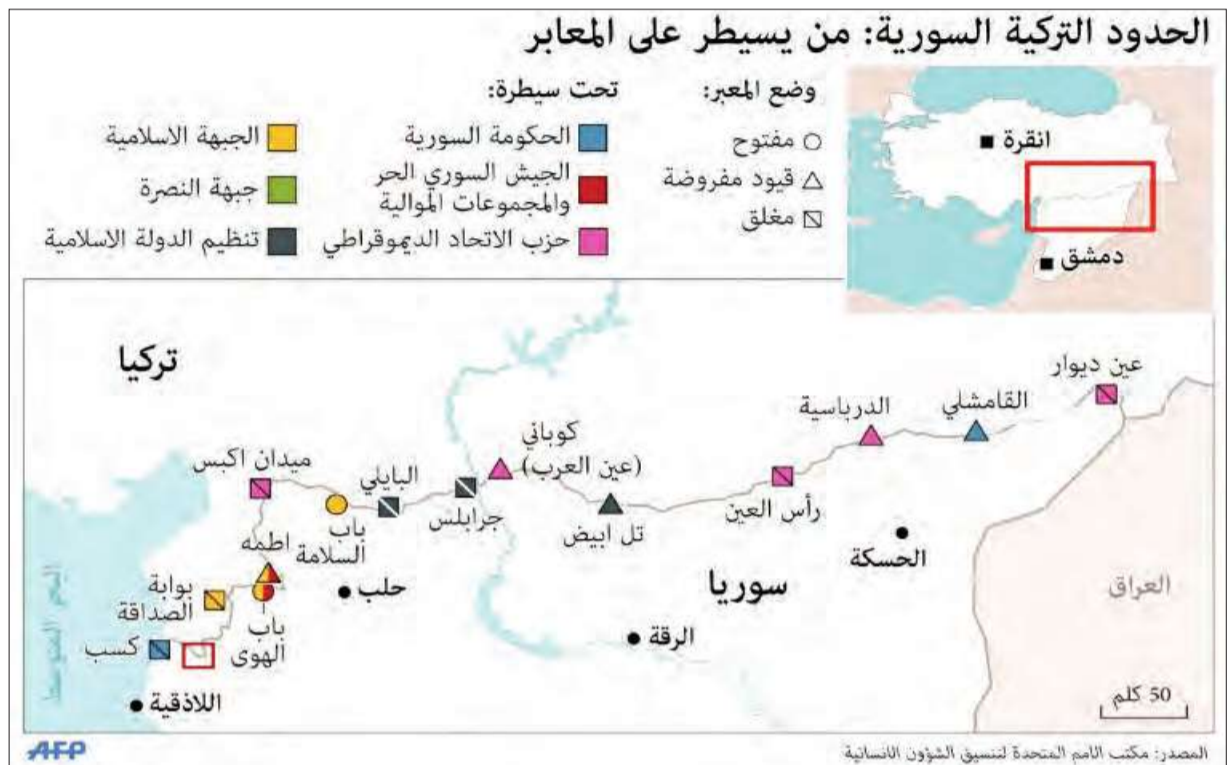 الحدود التركية السورية: من يسيطر على المعابر
وضع المعبر:
مفتوح
قيود مفروضة
مغلق
تحت سيطرة:
الحكومة السورية
الجيش السوري الحر
والمجموعات الموالية
حزب الاتحاد الديموقراطي
الجبهة الاسلامية
جبهة النصرة
تنظيم الدولة الاسلامية
انقرة
دمشق
تركيا
عين ديوار
القامشلي
الدرباسية
رأس العين
تل ابيض
كوباني
(عين العرب)
جرابلس
البايلي
باب
السلامة
ميدان اكبس
اطمه
باب
الهوى
بوابة
الصداقة
كسب
اللاذقية
حلب
الرقة
الحسكة
سوريا
العراق
البحر المتوسط
50 كلم
AFP
المصدر: مكتب الامم المتحدة لتنسيق الشؤون الانسانية